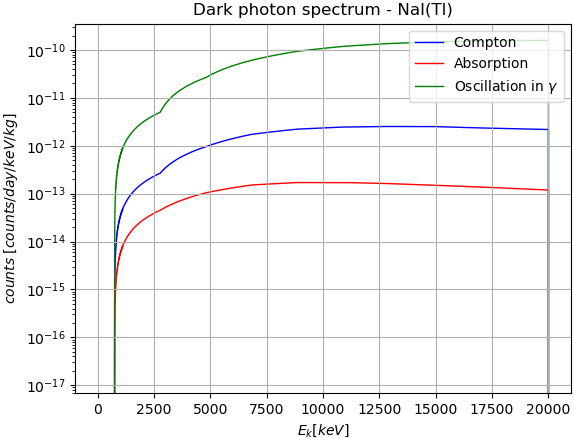 Dark photon spectrum - NaI(Tl)
Compton
Absorption
Oscillation in γ
counts [counts/day/keV/kg]
10⁻¹⁰
10⁻¹¹
10⁻¹²
10⁻¹³
10⁻¹⁴
10⁻¹⁵
10⁻¹⁶
10⁻¹⁷
0 2500 5000 7500 10000 12500 15000 17500 20000
E_k[keV]